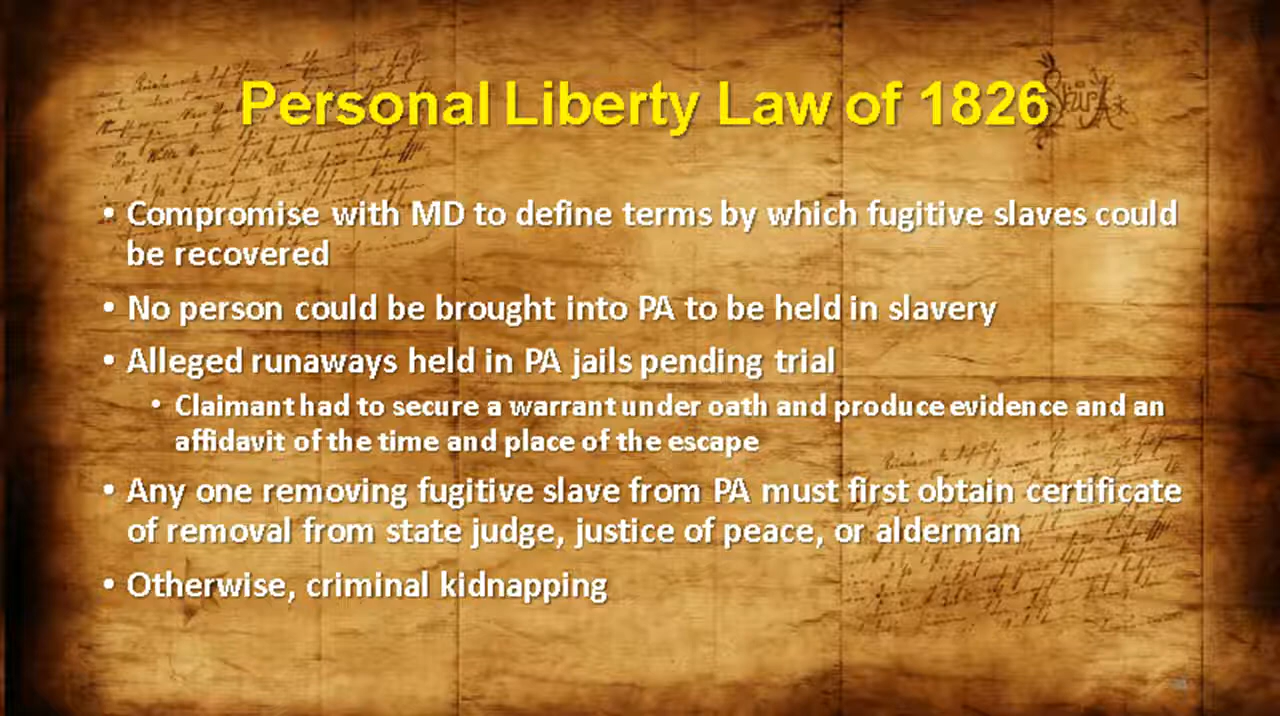 Personal Liberty Law of 1826
• Compromise with MD to define terms by which fugitive slaves could
be recovered
• No person could be brought into PA to be held in slavery
• Alleged runaways held in PA jails pending trial
• Claimant had to secure a warrant under oath and produce evidence and an
affidavit of the time and place of the escape
• Any one removing fugitive slave from PA must first obtain certificate
of removal from state judge, justice of peace, or alderman
• Otherwise, criminal kidnapping